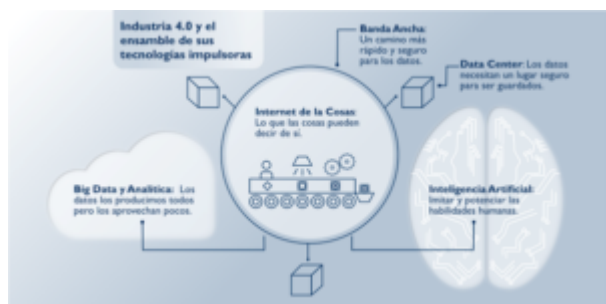 Industria 4.0 y el
ensamble de sus
tecnologías impulsoras
Banda Ancha:
Un camino más
rápido y seguro
para los datos.
Data Center: Los datos
necesitan un lugar seguro
para ser guardados.
Internet de la Cosas:
Lo que las cosas pueden
decir de sí.
Big Data y Analítica: Los
datos los producimos todos
pero los aprovechan pocos.
Inteligencia Artificial:
Imitar y potenciar las
habilidades humanas.